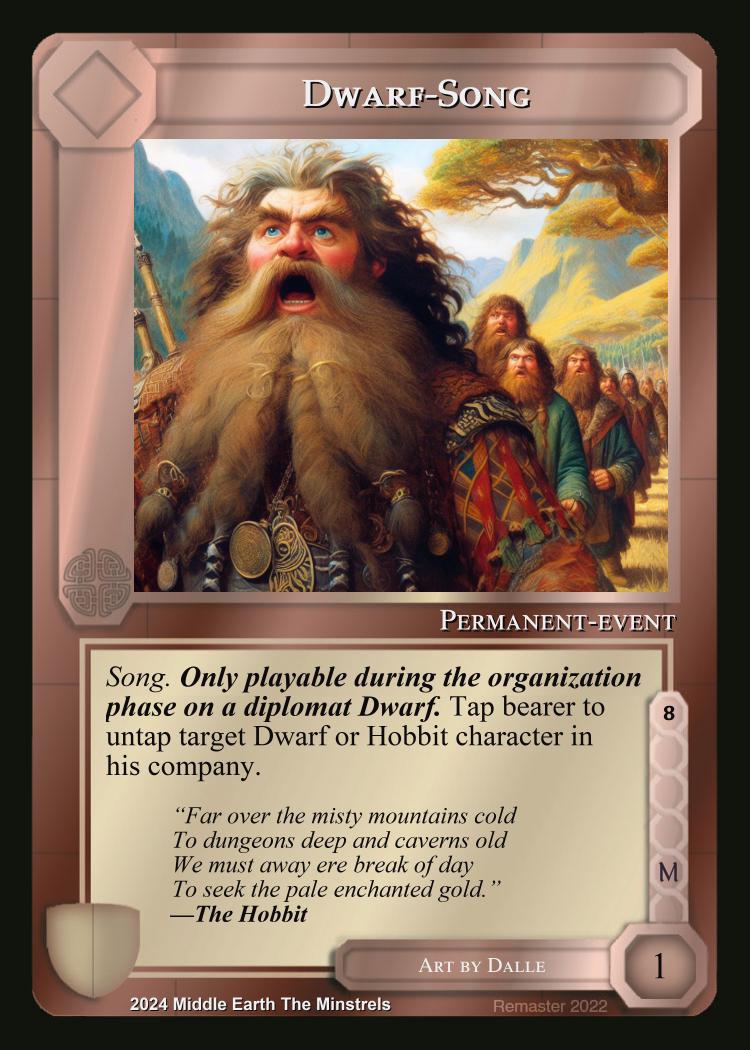 Dwarf-Song
Permanent-event
Song. Only playable during the organization
phase on a diplomat Dwarf. Tap bearer to
untap target Dwarf or Hobbit character in
his company.
8
“Far over the misty mountains cold
To dungeons deep and caverns old
We must away ere break of day
To seek the pale enchanted gold.”
—The Hobbit
M
Art by Dalle
1
2024 Middle Earth The Minstrels
Remaster 2022